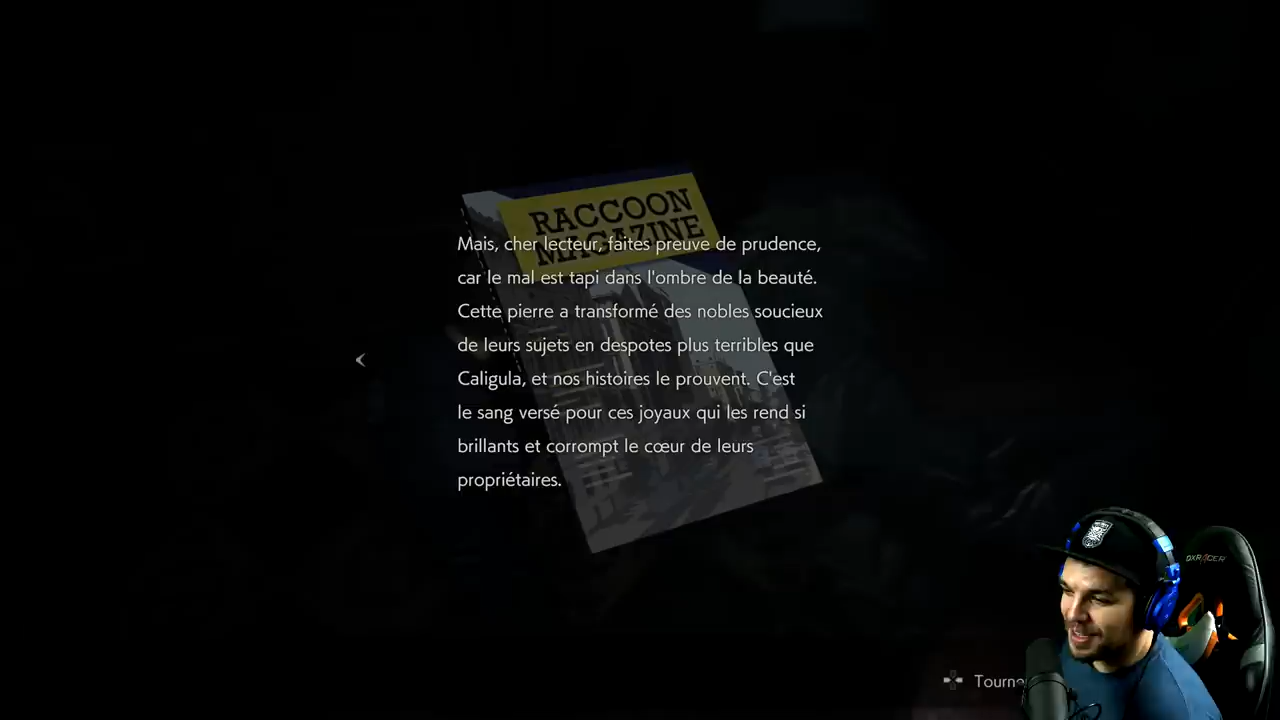 RACCOON
MAGAZINE
Mais, cher lecteur, faites preuve de prudence,
car le mal est tapi dans l'ombre de la beauté.
Cette pierre a transformé des nobles soucieux
de leurs sujets en despotes plus terribles que
Caligula, et nos histoires le prouvent. C'est
le sang versé pour ces joyaux qui les rend si
brillants et corrompt le cœur de leurs
propriétaires.
DXRACER